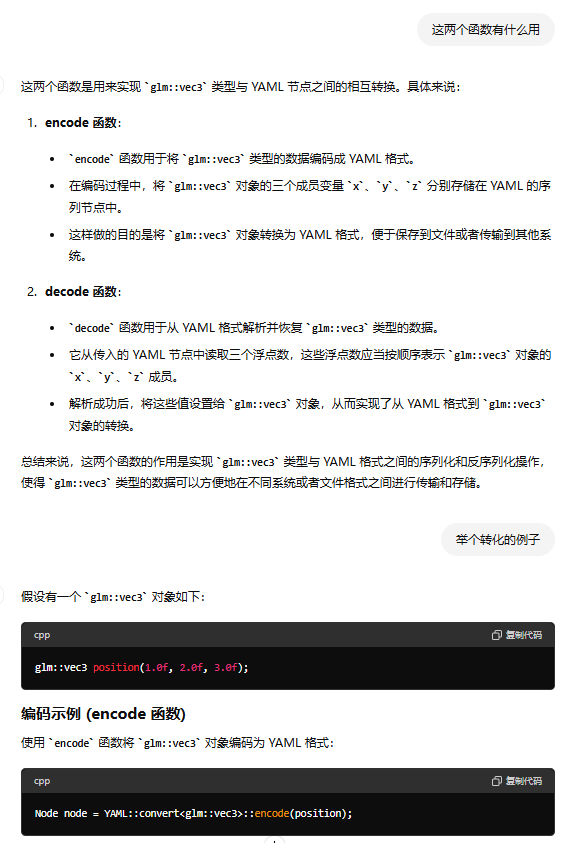 这两个函数有什么用
这两个函数是用来实现 `glm::vec3` 类型与 YAML 节点之间的相互转换。具体来说：
1. encode 函数：
• `encode` 函数用于将 `glm::vec3` 类型的数据编码成 YAML 格式。
• 在编码过程中，将 `glm::vec3` 对象的三个成员变量 `x`、`y`、`z` 分别存储在 YAML 的序
列节点中。
• 这样做的目的是将 `glm::vec3` 对象转换为 YAML 格式，便于保存到文件或者传输到其他系
统。
2. decode 函数：
• `decode` 函数用于从 YAML 格式解析并恢复 `glm::vec3` 类型的数据。
• 它从传入的 YAML 节点中读取三个浮点数，这些浮点数应当按顺序表示 `glm::vec3` 对象的
`x`、`y`、`z` 成员。
• 解析成功后，将这些值设置给 `glm::vec3` 对象，从而实现了从 YAML 格式到 `glm::vec3`
对象的转换。
总结来说，这两个函数的作用是实现 `glm::vec3` 类型与 YAML 格式之间的序列化和反序列化操作，
使得 `glm::vec3` 类型的数据可以方便地在不同系统或者文件格式之间进行传输和存储。
举个转化的例子
假设有一个 `glm::vec3` 对象如下：
cpp 复制代码
glm::vec3 position(1.0f, 2.0f, 3.0f);
编码示例 (encode 函数)
使用 `encode` 函数将 `glm::vec3` 对象编码为 YAML 格式：
cpp 复制代码
Node node = YAML::convert<glm::vec3>::encode(position);